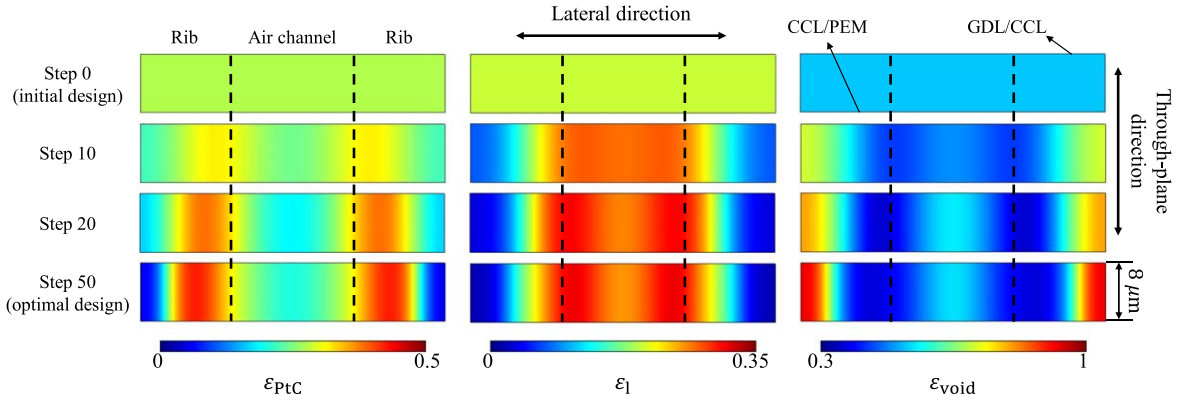 Lateral direction
Rib
Air channel
Rib
CCL/PEM
GDL/CCL
Step 0
(initial design)
Step 10
Step 20
Step 50
(optimal design)
Through-plane
direction
8 μm
0
0.5
0
0.35
0.3
1
ε_PtC
ε_l
ε_void